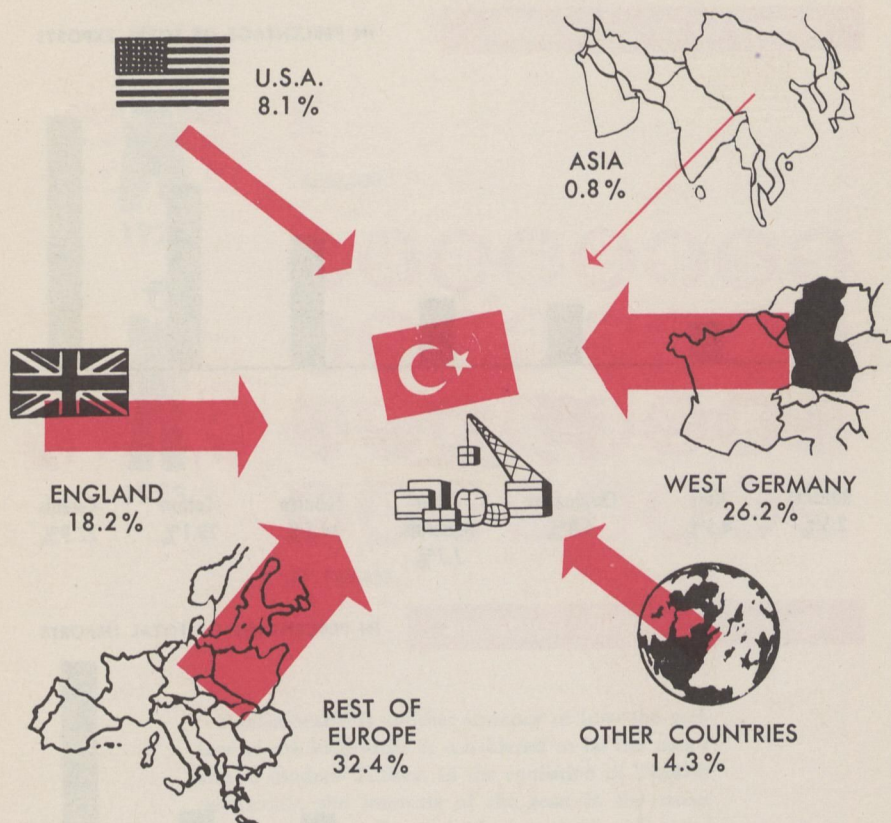 U.S.A.
8.1%
ASIA
0.8%
ENGLAND
18.2%
WEST GERMANY
26.2%
REST OF
EUROPE
32.4%
OTHER COUNTRIES
14.3%